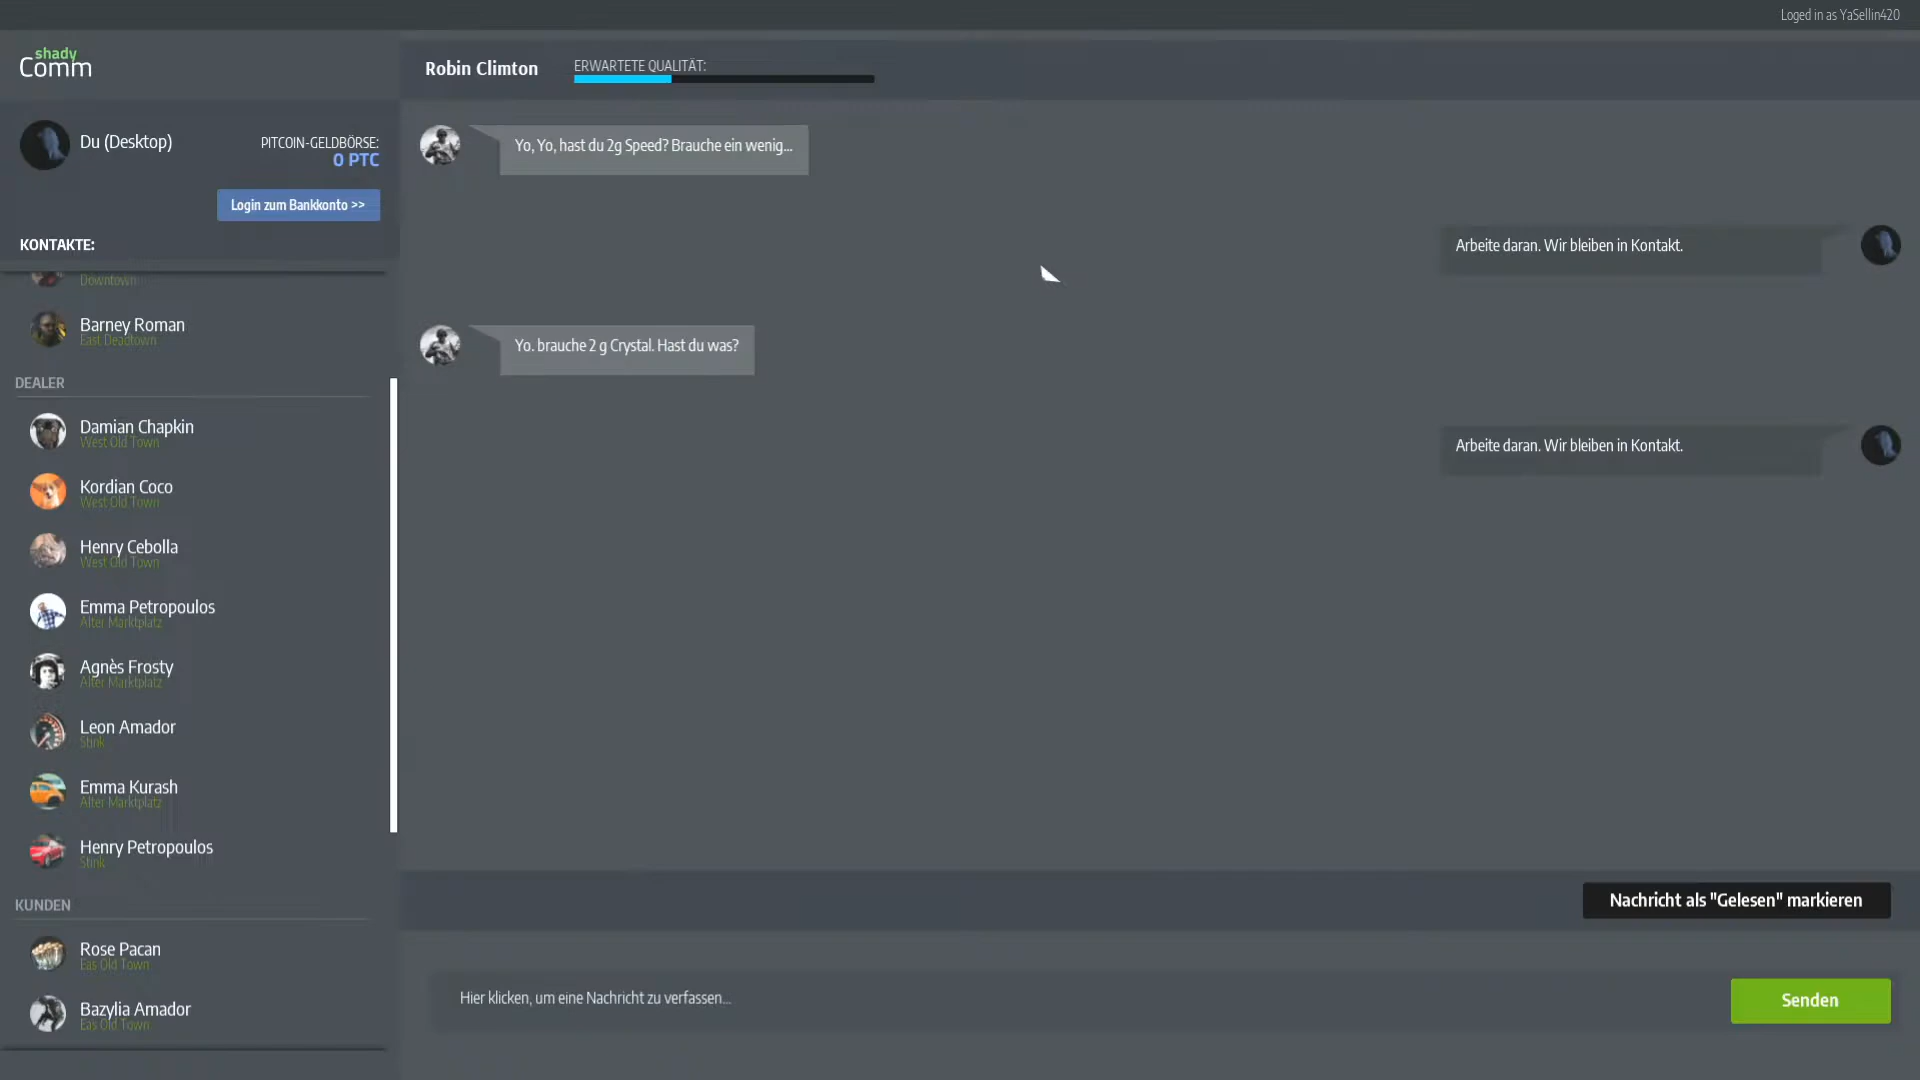 Loged in as YaSellin420
shady
Comm
Robin Climton
ERWARTETE QUALITÄT:
Du (Desktop)
PITCOIN-GELDBÖRSE:
0 PTC
Login zum Bankkonto >>
KONTAKTE:
Downtown
Barney Roman
East Deadtown
DEALER
Damian Chapkin
West Old Town
Kordian Coco
West Old Town
Henry Cebolla
West Old Town
Emma Petropoulos
Alter Marktplatz
Agnès Frosty
Alter Marktplatz
Leon Amador
Stink
Emma Kurash
Alter Marktplatz
Henry Petropoulos
Stink
KUNDEN
Rose Pacan
Eas Old Town
Bazylia Amador
Eas Old Town
Yo, Yo, hast du 2g Speed? Brauche ein wenig...
Arbeite daran. Wir bleiben in Kontakt.
Yo. brauche 2 g Crystal. Hast du was?
Arbeite daran. Wir bleiben in Kontakt.
Nachricht als "Gelesen" markieren
Hier klicken, um eine Nachricht zu verfassen...
Senden